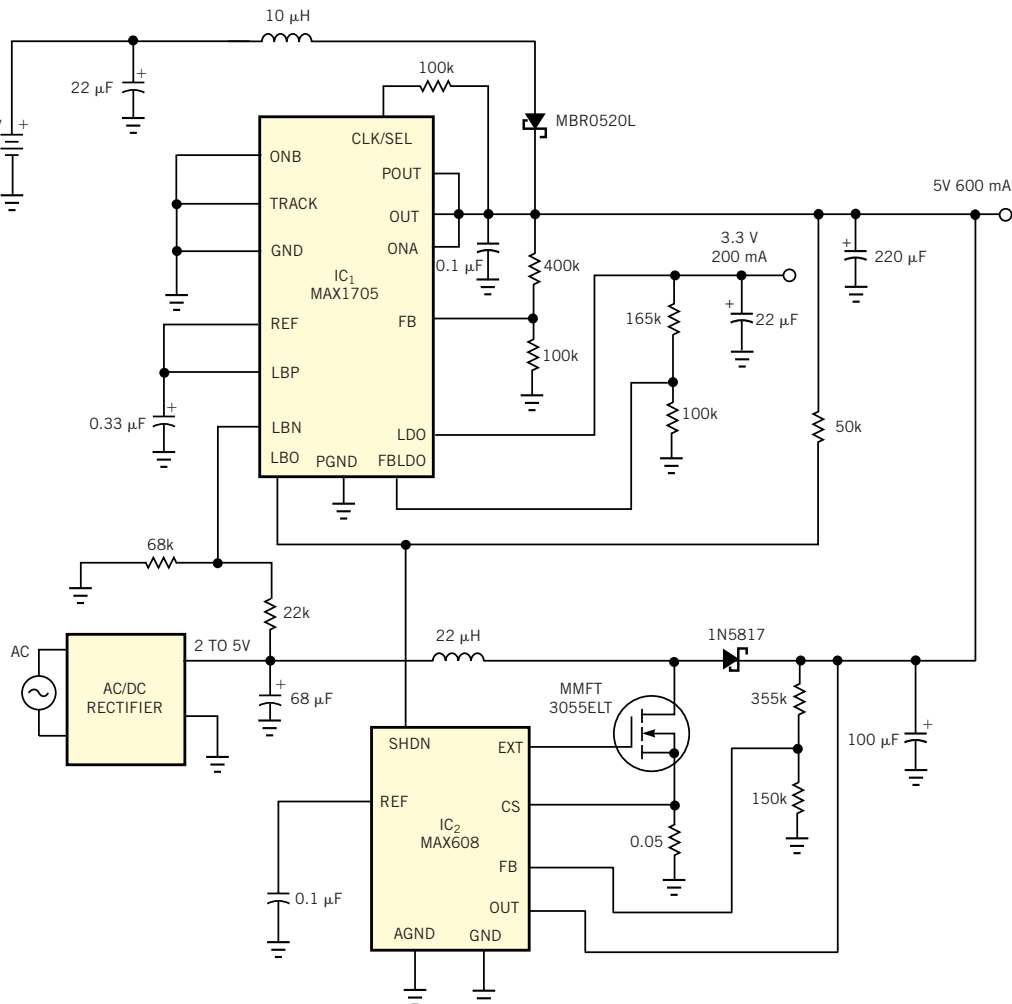 10 µH
22 µF
+
100k
+
MBR0520L
CLK/SEL
ONB
POUT
TRACK
OUT
5V 600 mA
GND
ONA
0.1 µF
400k
3.3 V
200 mA
+
220 µF
IC1
MAX1705
REF
FB
165k
+
22 µF
LBP
100k
0.33 µF
+
100k
LBN
LDO
50k
LBO
PGND
FBLDO
68k
22k
2 TO 5V
22 µH
1N5817
AC
AC/DC
RECTIFIER
+
68 µF
MMFT
3055ELT
355k
SHDN
EXT
100 µF
+
REF
CS
150k
IC2
MAX608
0.05
FB
0.1 µF
OUT
AGND
GND